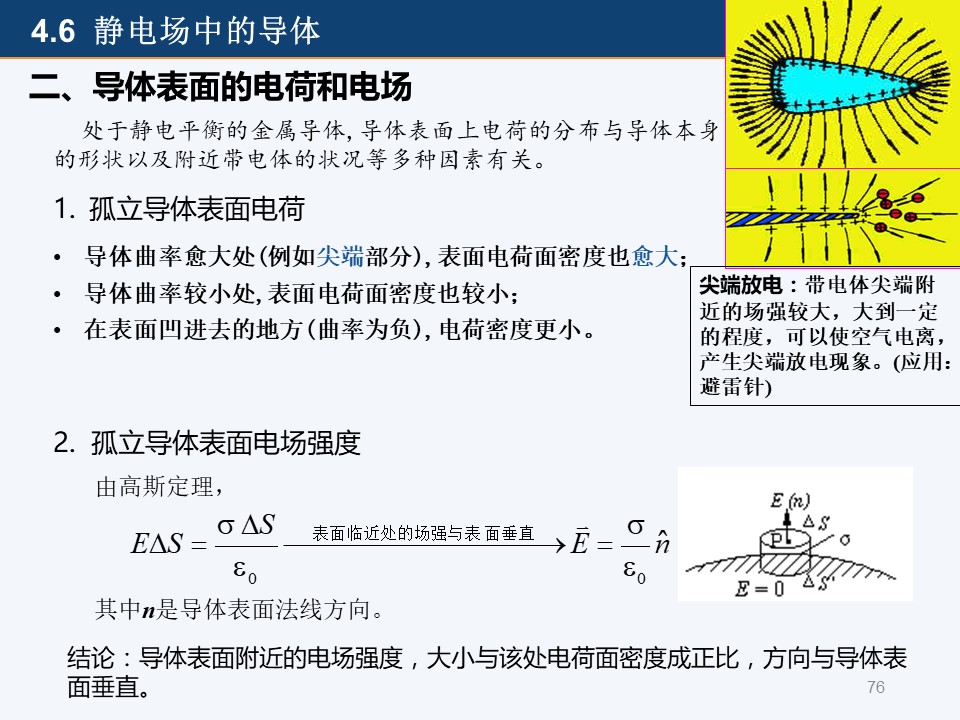 4.6 静电场中的导体
二、导体表面的电荷和电场
处于静电平衡的金属导体,导体表面上电荷的分布与导体本身
的形状以及附近带电体的状况等多种因素有关。
1. 孤立导体表面电荷
• 导体曲率愈大处(例如尖端部分),表面电荷面密度也愈大;
• 导体曲率较小处,表面电荷面密度也较小;
• 在表面凹进去的地方(曲率为负),电荷密度更小。
尖端放电：带电体尖端附
近的场强较大，大到一定
的程度，可以使空气电离，
产生尖端放电现象。(应用：
避雷针)
2. 孤立导体表面电场强度
由高斯定理，
EΔS = σ ΔS / ε₀ 表面临近处的场强与表面垂直 → E⃗ = σ / ε₀ n̂
E(n)
ΔS
P
σ
E=0
ΔS'
其中n是导体表面法线方向。
结论：导体表面附近的电场强度，大小与该处电荷面密度成正比，方向与导体表
面垂直。
76